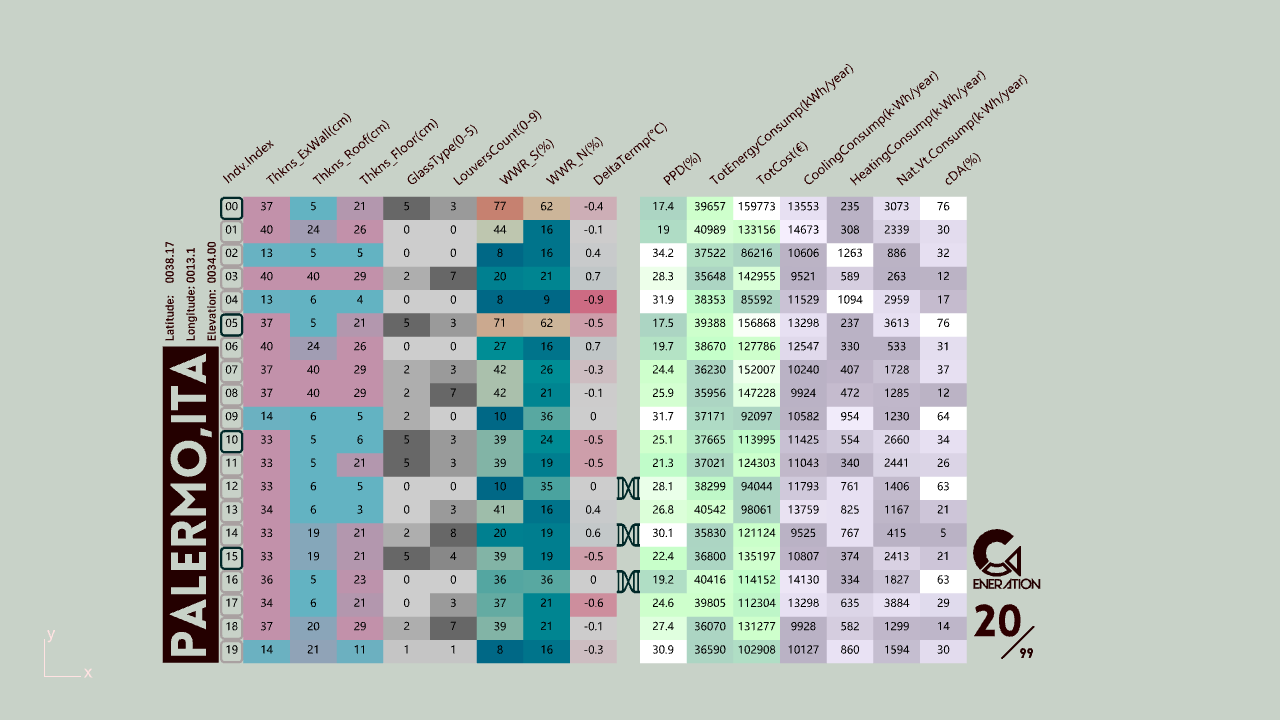 Indv.Index Thkns_ExWall(cm) Thkns_Roof(cm) Thkns_Floor(cm) GlassType(0-5) LouversCount(0-9) WWR_S(%) WWR_N(%) DeltaTermp(°C) PPD(%) TotEnergyConsump(kWh/year) TotCost(€) CoolingConsump(k·Wh/year) HeatingConsump(k·Wh/year) Nat.Vt.Consump(k·Wh/year) cDA(%)
00 37 5 21 5 3 77 62 -0.4 17.4 39657 159773 13553 235 3073 76
01 40 24 26 0 0 44 16 -0.1 19 40989 133156 14673 308 2339 30
02 13 5 5 0 0 8 16 0.4 34.2 37522 86216 10606 1263 886 32
03 40 40 29 2 7 20 21 0.7 28.3 35648 142955 9521 589 263 12
04 13 6 4 0 0 8 9 -0.9 31.9 38353 85592 11529 1094 2959 17
05 37 5 21 5 3 71 62 -0.5 17.5 39388 156868 13298 237 3613 76
06 40 24 26 0 0 27 16 0.7 19.7 38670 127786 12547 330 533 31
07 37 40 29 2 3 42 26 -0.3 24.4 36230 152007 10240 407 1728 37
08 37 40 29 2 7 42 21 -0.1 25.9 35956 147228 9924 472 1285 12
09 14 6 5 2 0 10 36 0 31.7 37171 92097 10582 954 1230 64
10 33 5 6 5 3 39 24 -0.5 25.1 37665 113995 11425 554 2660 34
11 33 5 21 5 3 39 19 -0.5 21.3 37021 124303 11043 340 2441 26
12 33 6 5 0 0 10 35 0 28.1 38299 94044 11793 761 1406 63
13 34 6 3 0 3 41 16 0.4 26.8 40542 98061 13759 825 1167 21
14 33 19 21 2 8 20 19 0.6 30.1 35830 121124 9525 767 415 5
15 33 19 21 5 4 39 19 -0.5 22.4 36800 135197 10807 374 2413 21
16 36 5 23 0 0 36 36 0 19.2 40416 114152 14130 334 1827 63
17 34 6 21 0 3 37 21 -0.6 24.6 39805 112304 13298 635 3884 29
18 37 20 29 2 7 39 21 -0.1 27.4 36070 131277 9928 582 1299 14
19 14 21 11 1 1 8 16 -0.3 30.9 36590 102908 10127 860 1594 30
Latitude: 0038.17
Longitude: 0013.1
Elevation: 0034.00
PALERMO,ITA
GENERATION
20/99
y
x